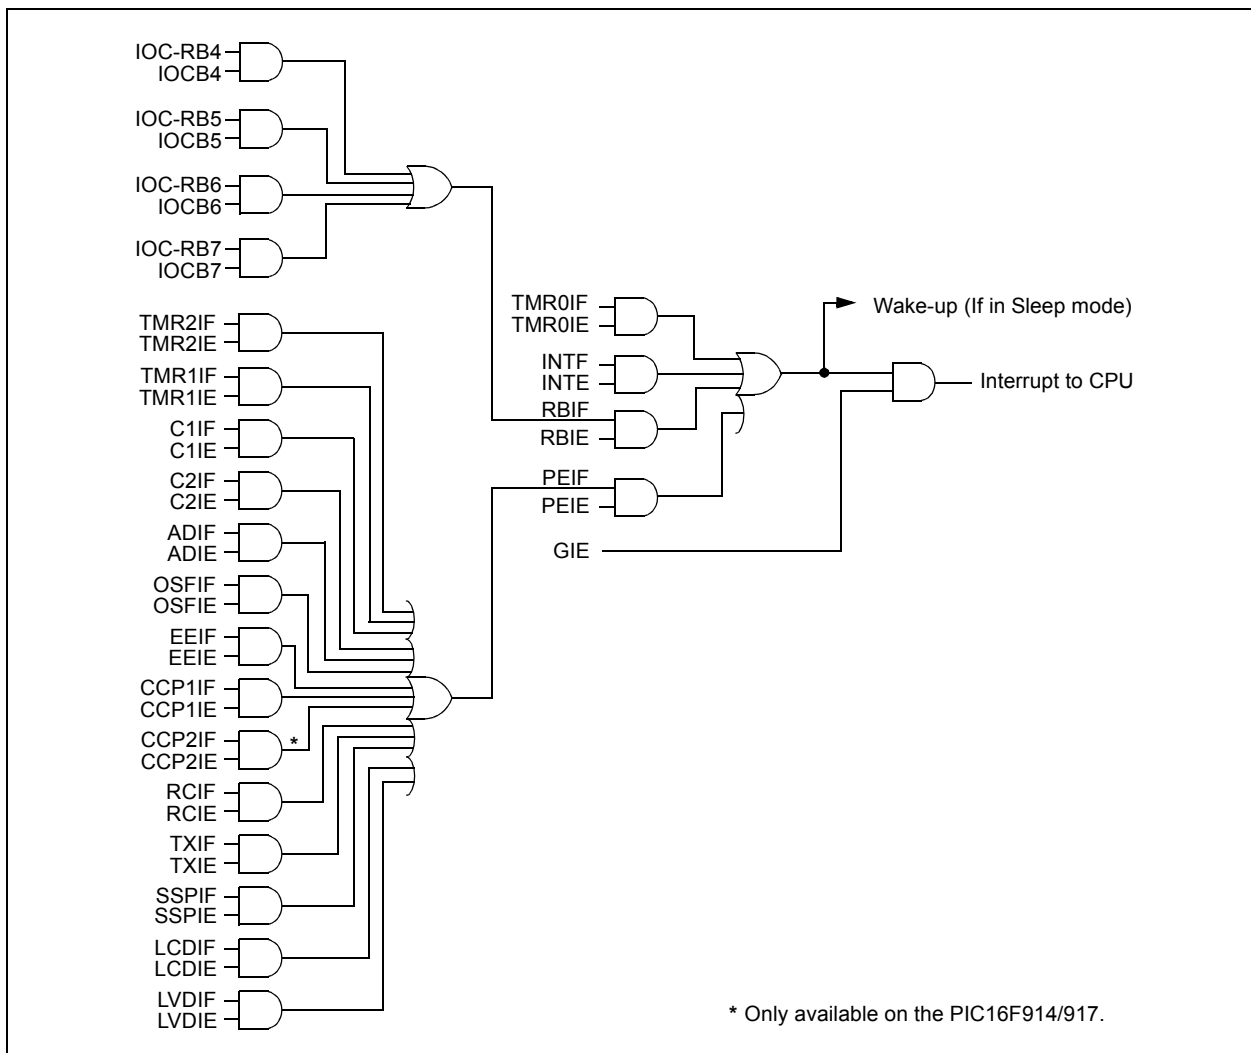 IOC-RB4
IOCB4
IOC-RB5
IOCB5
IOC-RB6
IOCB6
IOC-RB7
IOCB7
TMR2IF
TMR2IE
TMR1IF
TMR1IE
C1IF
C1IE
C2IF
C2IE
ADIF
ADIE
OSFIF
OSFIE
EEIF
EEIE
CCP1IF
CCP1IE
CCP2IF
*
CCP2IE
RCIF
RCIE
TXIF
TXIE
SSPIF
SSPIE
LCDIF
LCDIE
LVDIF
LVDIE
TMR0IF
TMR0IE
INTF
INTE
RBIF
RBIE
PEIF
PEIE
GIE
Wake-up (If in Sleep mode)
Interrupt to CPU
* Only available on the PIC16F914/917.